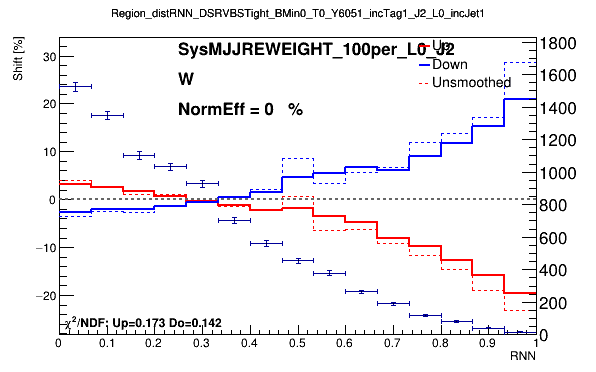 Region_distRNN_DSRVBSTight_BMin0_T0_Y6051_incTag1_J2_L0_incJet1
Shift [%]
SysMJJREWEIGHT_100per_L0_J2
W
NormEff = 0 %
Up
Down
Unsmoothed
30
20
10
0
−10
−20
1800
1600
1400
1200
1000
800
600
400
200
0
χ²/NDF: Up=0.173 Do=0.142
0 0.1 0.2 0.3 0.4 0.5 0.6 0.7 0.8 0.9 1
RNN